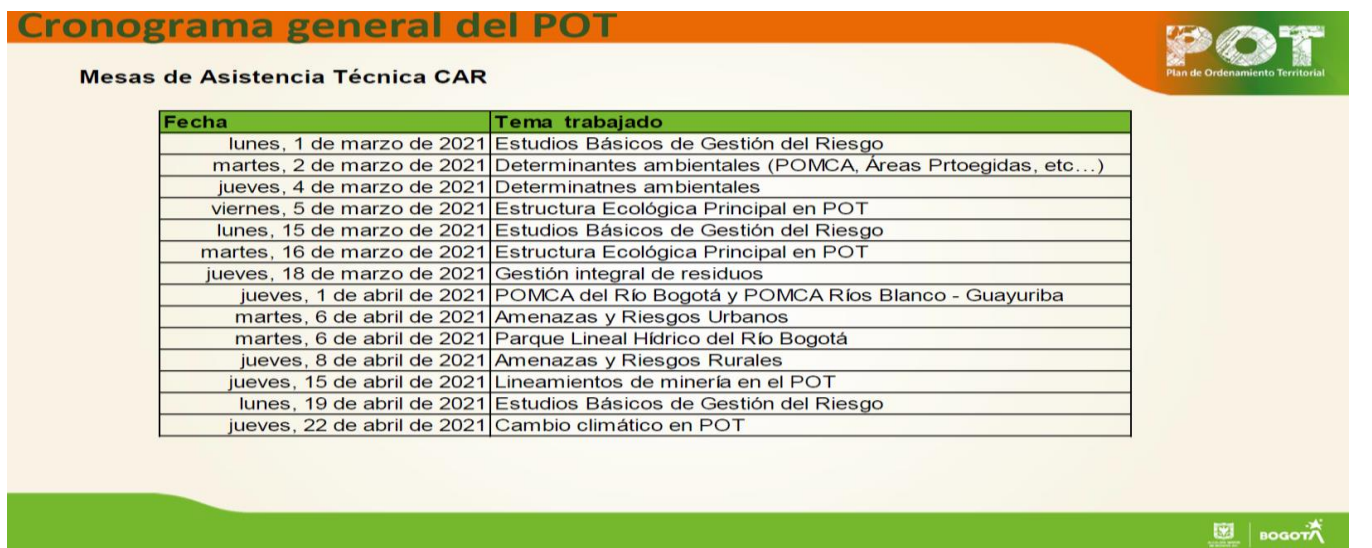 Cronograma general del POT
POT
Plan de Ordenamiento Territorial
Mesas de Asistencia Técnica CAR
Fecha Tema trabajado
lunes, 1 de marzo de 2021 Estudios Básicos de Gestión del Riesgo
martes, 2 de marzo de 2021 Determinantes ambientales (POMCA, Áreas Prtoegidas, etc…)
jueves, 4 de marzo de 2021 Determinatnes ambientales
viernes, 5 de marzo de 2021 Estructura Ecológica Principal en POT
lunes, 15 de marzo de 2021 Estudios Básicos de Gestión del Riesgo
martes, 16 de marzo de 2021 Estructura Ecológica Principal en POT
jueves, 18 de marzo de 2021 Gestión integral de residuos
jueves, 1 de abril de 2021 POMCA del Río Bogotá y POMCA Ríos Blanco - Guayuriba
martes, 6 de abril de 2021 Amenazas y Riesgos Urbanos
martes, 6 de abril de 2021 Parque Lineal Hídrico del Río Bogotá
jueves, 8 de abril de 2021 Amenazas y Riesgos Rurales
jueves, 15 de abril de 2021 Lineamientos de minería en el POT
lunes, 19 de abril de 2021 Estudios Básicos de Gestión del Riesgo
jueves, 22 de abril de 2021 Cambio climático en POT
BOGOTÁ